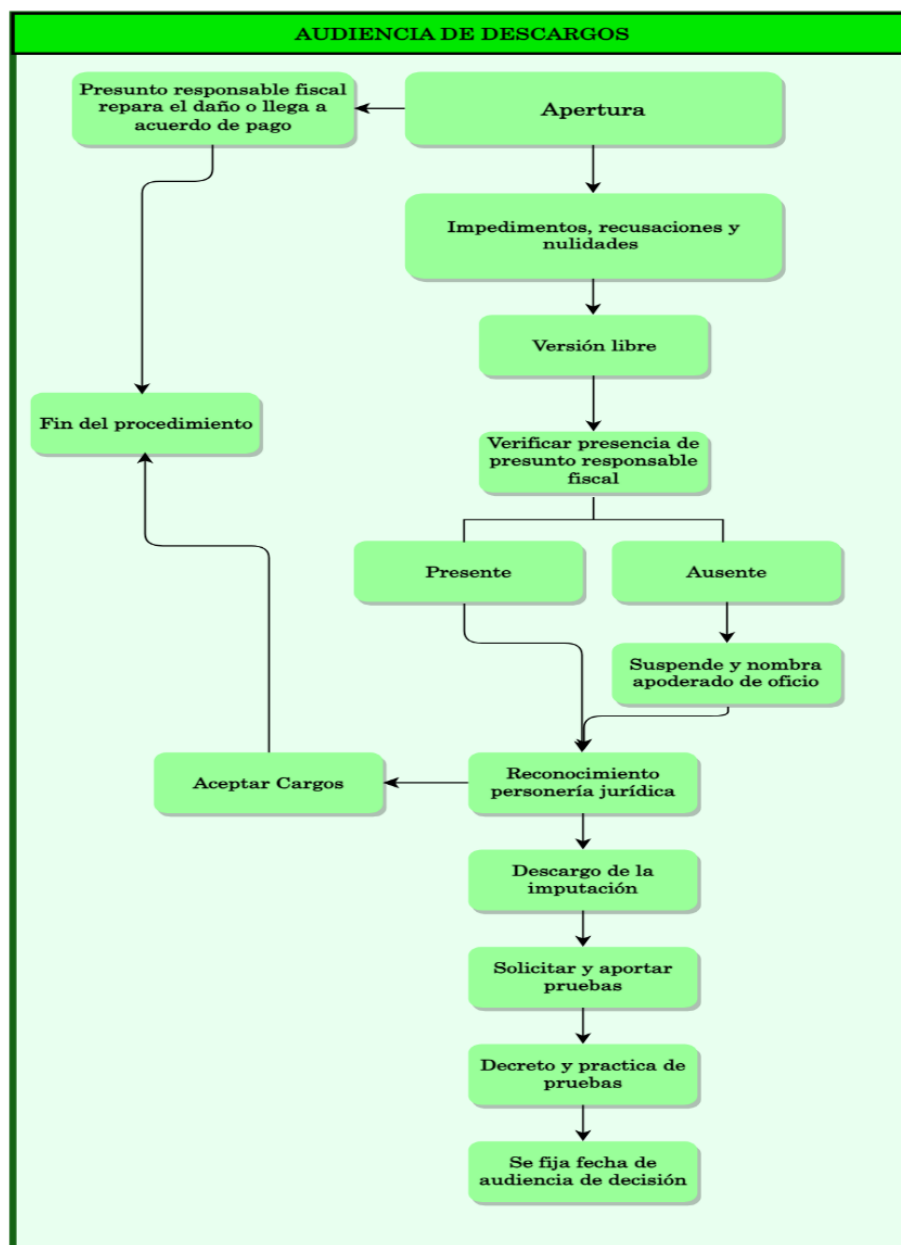 AUDIENCIA DE DESCARGOS
Presunto responsable fiscal
repara el daño o llega a
acuerdo de pago
Apertura
Impedimentos, recusaciones y
nulidades
Versión libre
Fin del procedimiento
Verificar presencia de
presunto responsable
fiscal
Presente
Ausente
Suspende y nombra
apoderado de oficio
Aceptar Cargos
Reconocimiento
personería jurídica
Descargo de la
imputación
Solicitar y aportar
pruebas
Decreto y practica de
pruebas
Se fija fecha de
audiencia de decisión